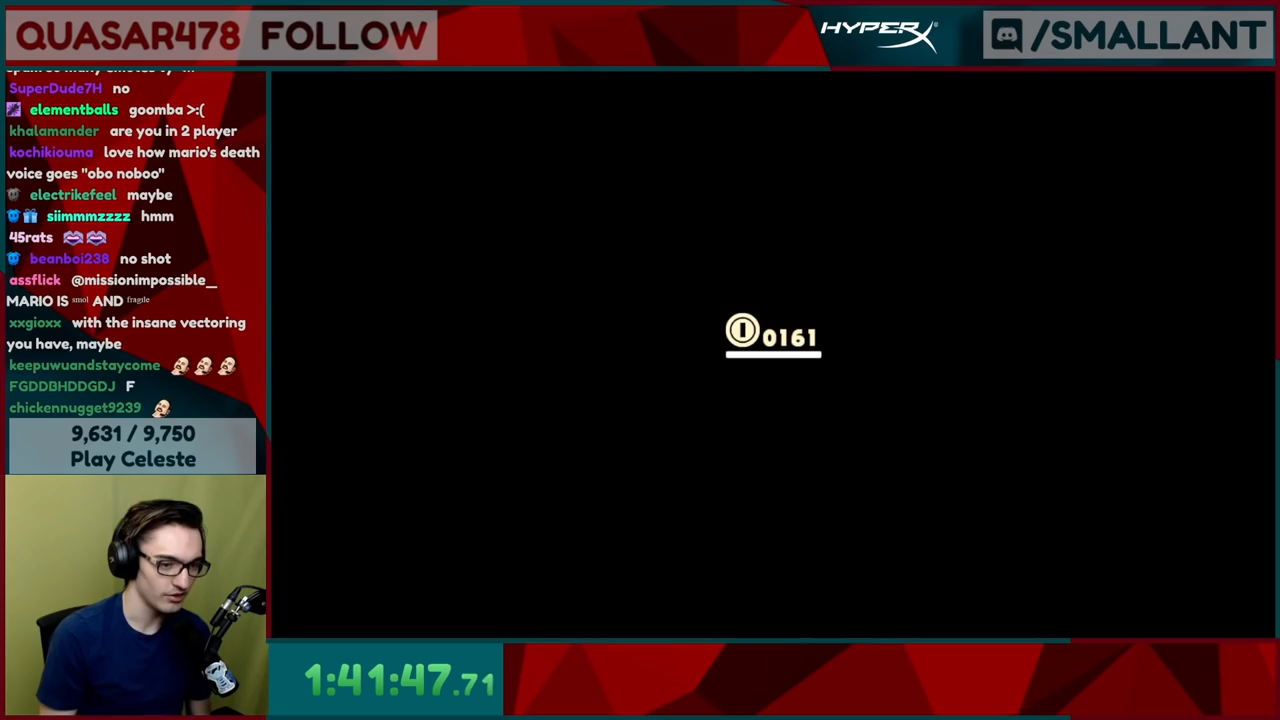 QUASAR478 FOLLOW
HYPERX
/SMALLANT
SuperDude7H no
elementballs goomba >:(
khalamander are you in 2 player
kochikiouma love how mario's death
voice goes "obo noboo"
electrikefeel maybe
siimmmzzzz hmm
45rats
beanboi238 no shot
assflick @missionimpossible__
MARIO IS smol AND fragile
xxgioxx with the insane vectoring
you have, maybe
keepuwuandstaycome
FGDDBHDDGDJ F
chickennugget9239
9,631 / 9,750
Play Celeste
0161
1:41:47.71